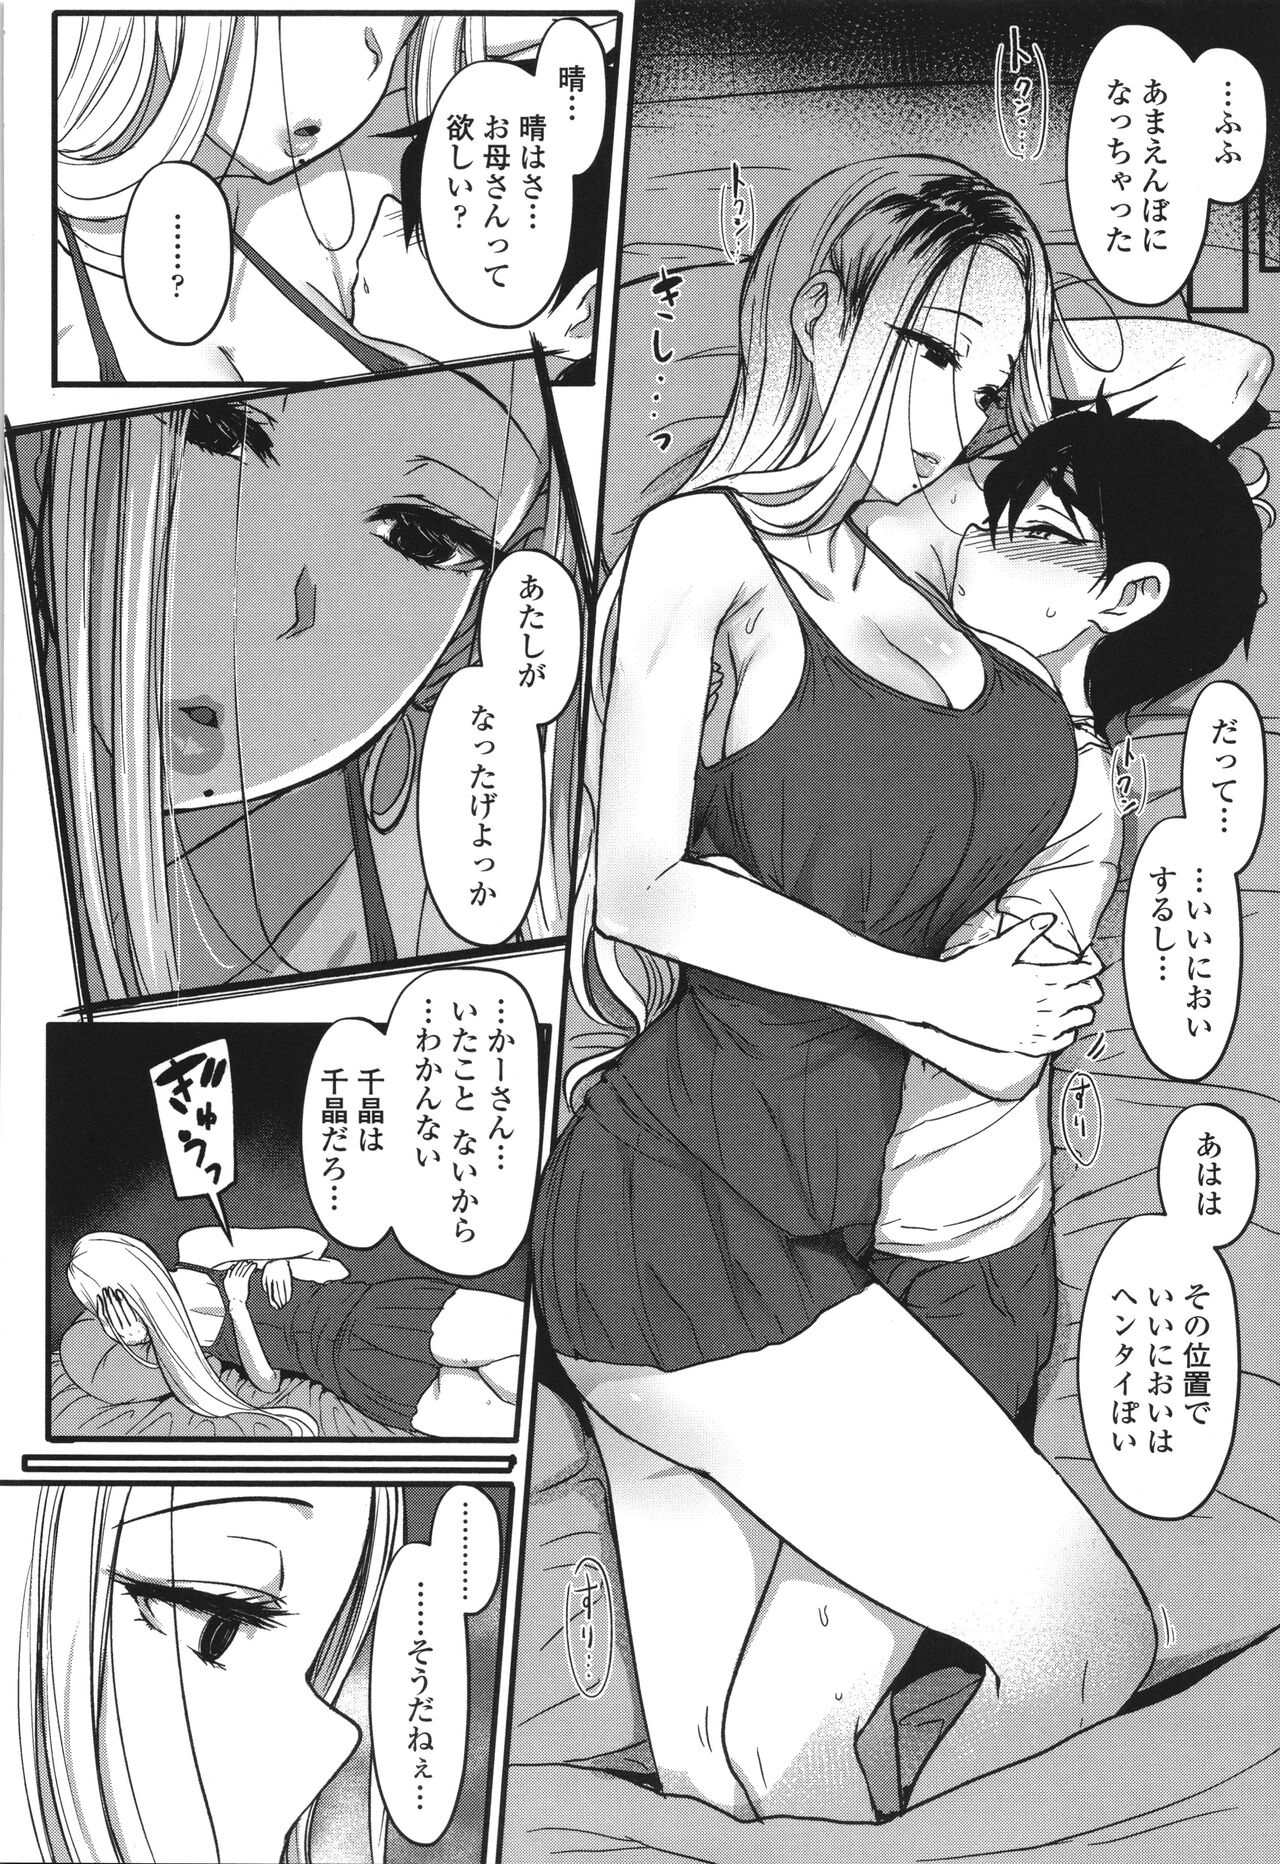 …ふふ
あまえんぼに
なっちゃった
トクン…
トクン…
きし…っ
だって…
…いいにおい
するし…
トクン
すり
あはは
その位置で
いいにおいは
ヘンタイぽい
すり…
晴…
晴はさ…
お母さんって
欲しい?
……?
あたしが
なったげよっか
…かーさん…
いたこと ないから
…わかんない
千晶は
千晶だろ…
ぎゅうっ
………
……そうだねぇ…